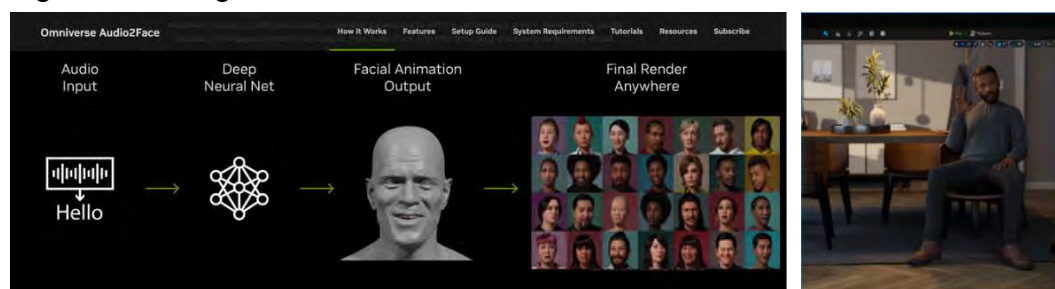 Omniverse Audio2Face
How it Works Features Setup Guide System Requirements Tutorials Resources Subscribe
Audio
Input
Deep
Neural Net
Facial Animation
Output
Final Render
Anywhere
Hello